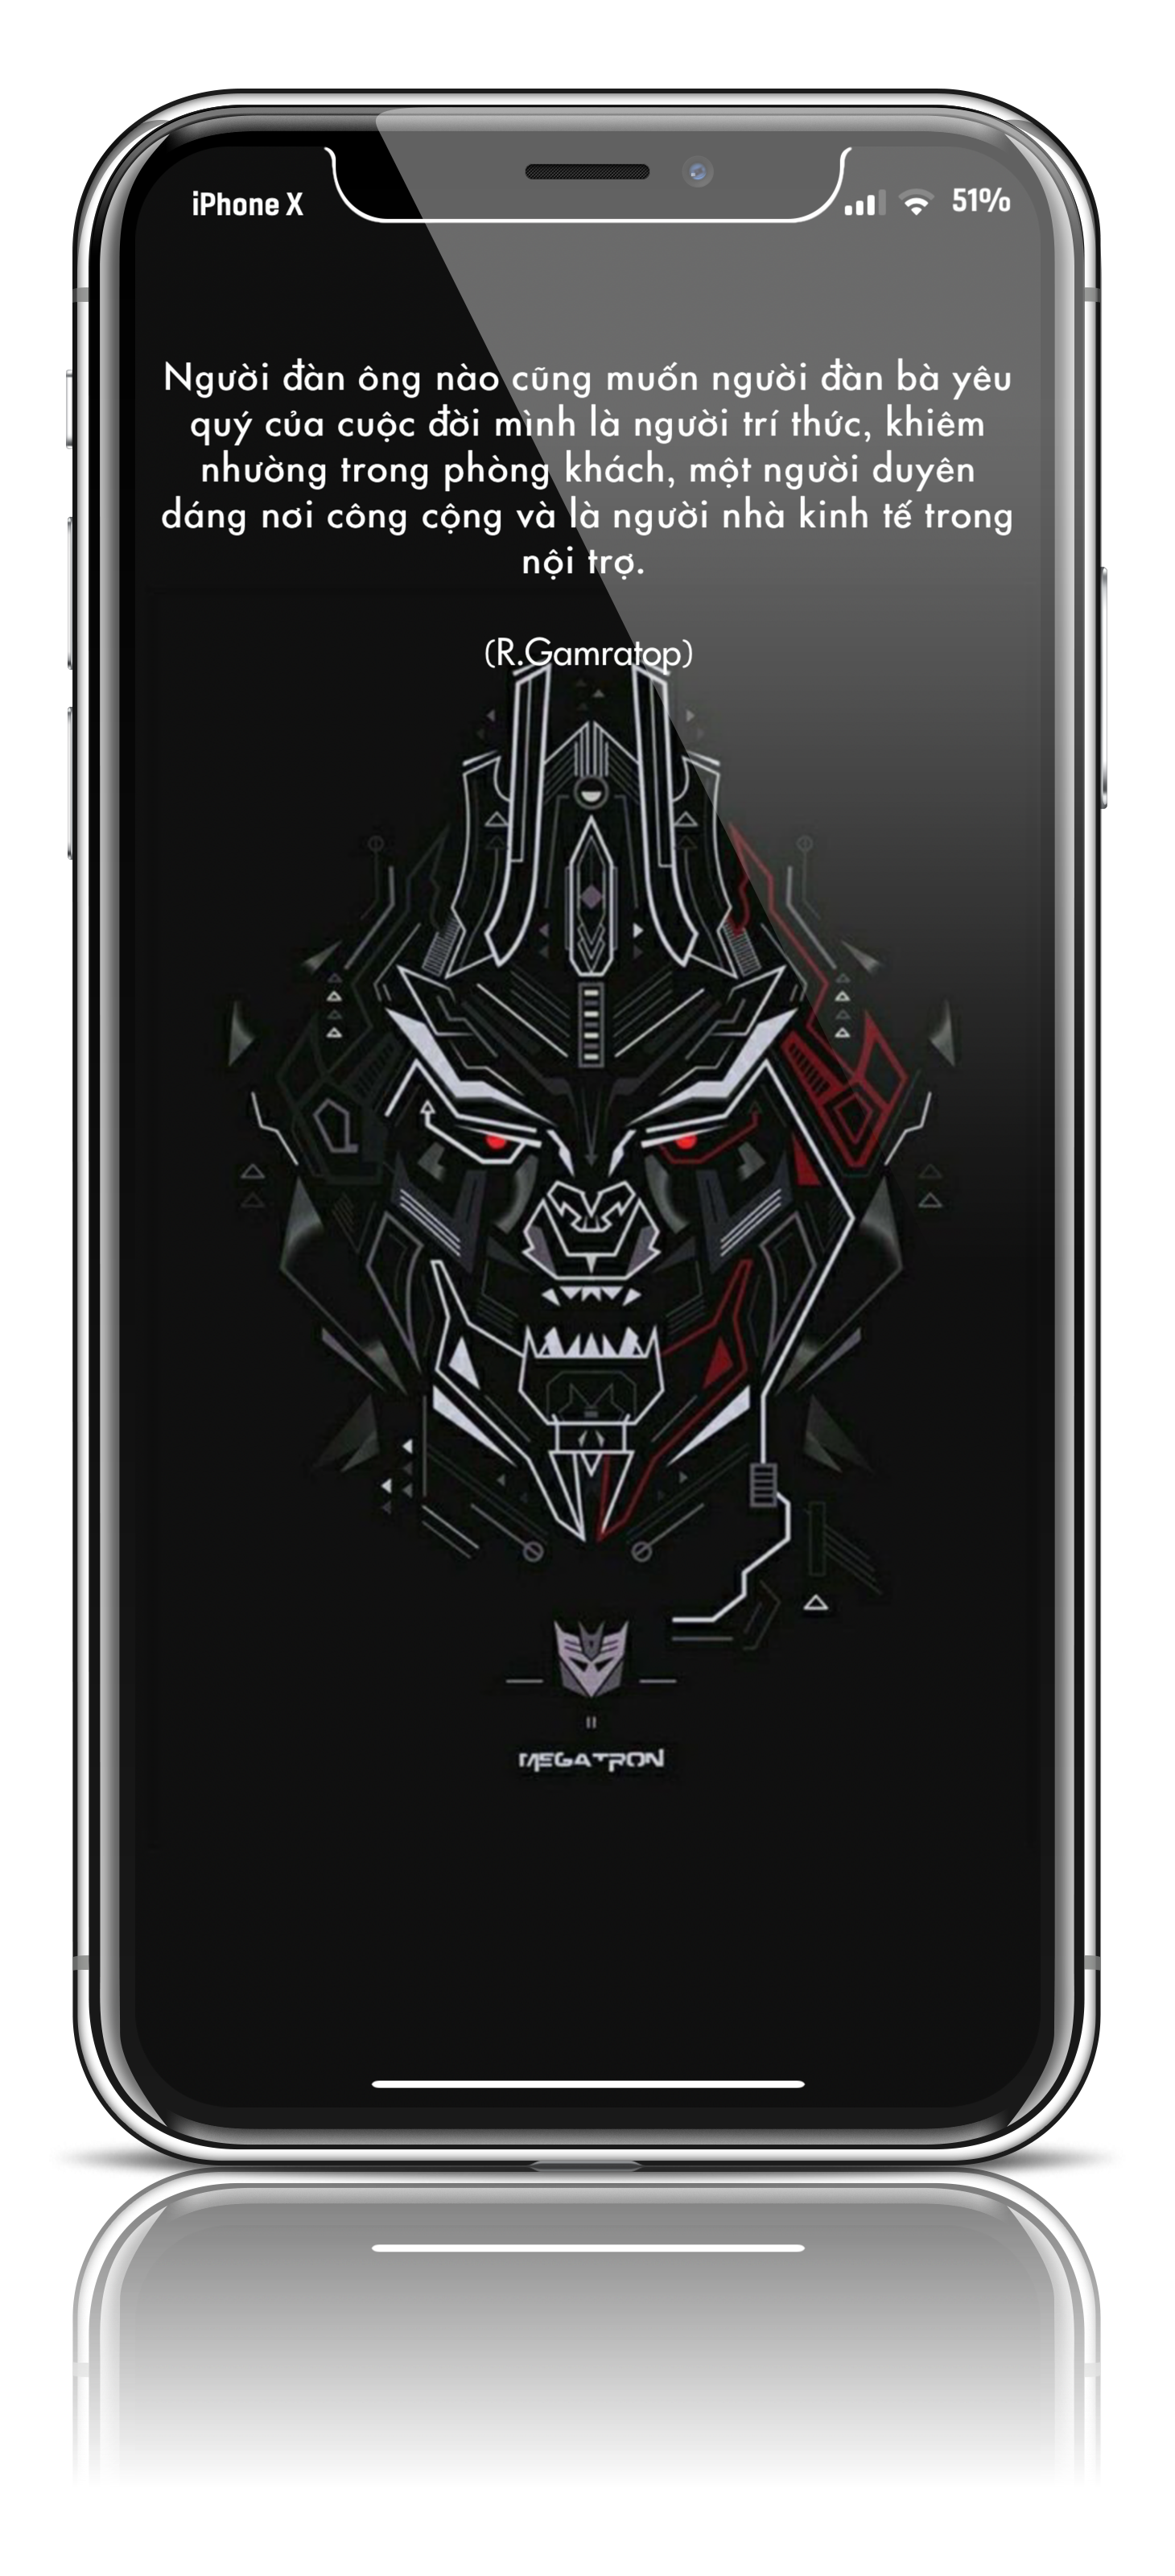 iPhone X
51%
Người đàn ông nào cũng muốn người đàn bà yêu
quý của cuộc đời mình là người trí thức, khiêm
nhường trong phòng khách, một người duyên
dáng nơi công cộng và là người nhà kinh tế trong
nội trợ.
(R.Gamratop)
MEGATRON